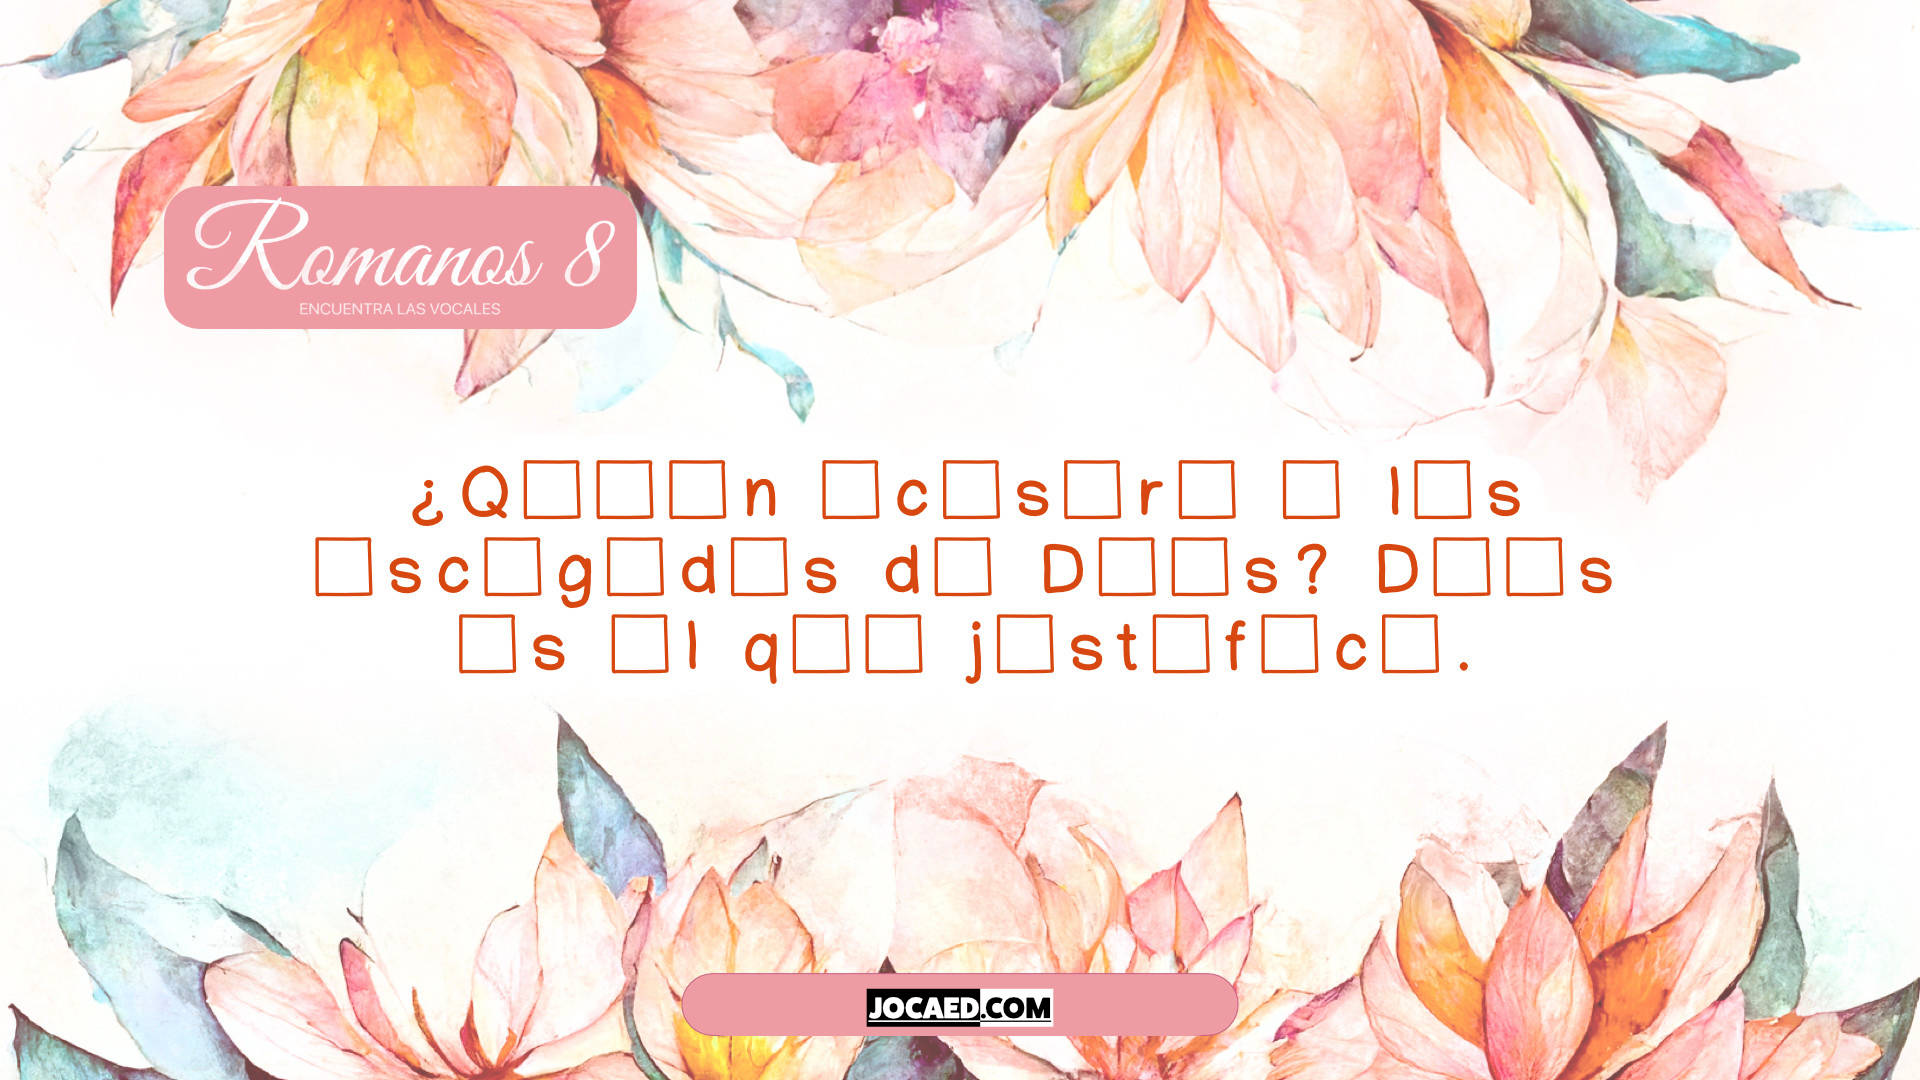 Romanos 8
ENCUENTRA LAS VOCALES
¿Q□□□n □c□s□r□ □ l□s
□sc□g□d□s d□ D□□s? D□□s
□s □l q□□ j□st□f□c□.
JOCAED.COM